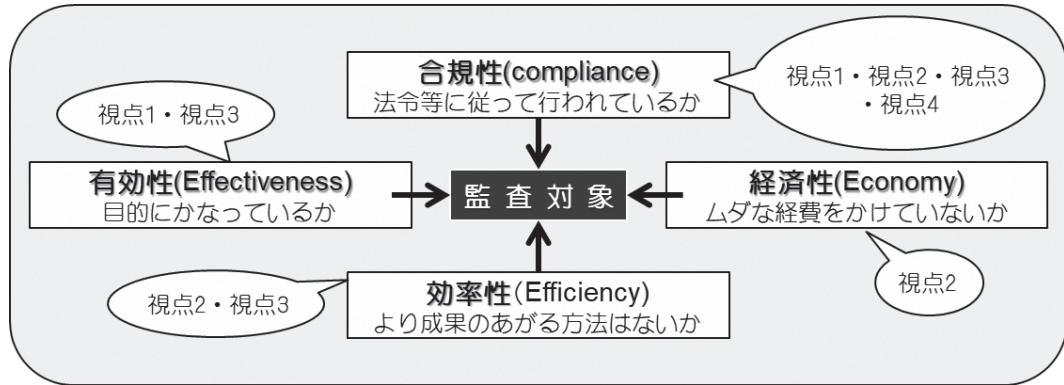 合規性(compliance)
法令等に従って行われているか
視点1・視点2・視点3
・視点4
視点1・視点3
有効性(Effectiveness)
目的にかなっているか
監査対象
経済性(Economy)
ムダな経費をかけていないか
視点2
視点2・視点3
効率性(Efficiency)
より成果のあがる方法はないか